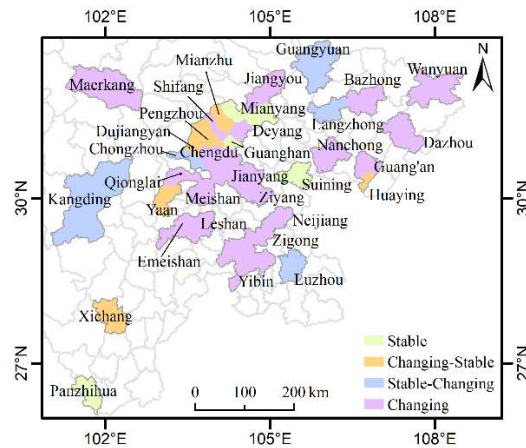 102°E 105°E 108°E
Mianzhu
Guangyuan
N
Shifang
Jiangyou
Wanyuan
Maerkang
Bazhong
Pengzhou
Mianyang
Dujiangyan
Deyang
Langzhong
Chongzhou
Chengdu
Guanghan
Nanchong
Dazhou
Qionglai
Jianyang
Suining
Guang'an
30°N
Kangding
Meishan
Ziyang
Huaying
30°N
Yaan
Leshan
Neijiang
Zigong
Emeishan
Yibin
Luzhou
Xichang
Stable
27°N
Changing-Stable
27°N
Panzhihua
0 100 200 km
Stable-Changing
Changing
102°E 105°E 108°E